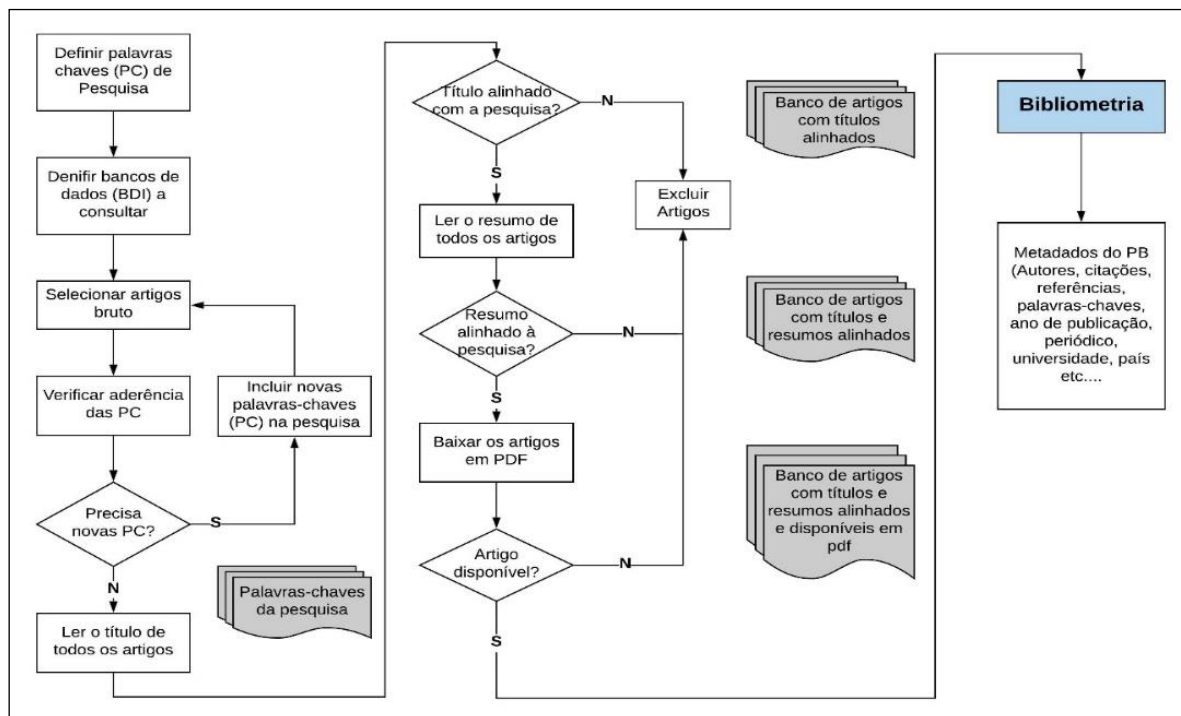 Definir palavras
chaves (PC) de
Pesquisa
Denifir bancos de
dados (BDI) a
consultar
Selecionar artigos
bruto
Verificar aderência
das PC
Incluir novas
palavras-chaves
(PC) na pesquisa
Precisa
novas PC?
S
N
Palavras-chaves
da pesquisa
Ler o título de
todos os artigos
Título alinhado
com a pesquisa?
N
S
Excluir
Artigos
Ler o resumo de
todos os artigos
Resumo
alinhado à
pesquisa?
N
S
Baixar os artigos
em PDF
Artigo
disponível?
N
S
Banco de artigos
com títulos
alinhados
Banco de artigos
com títulos e
resumos alinhados
Banco de artigos
com títulos e
resumos alinhados
e disponíveis em
pdf
Bibliometria
Metadados do PB
(Autores, citações,
referências,
palavras-chaves,
ano de publicação,
periódico,
universidade, país
etc....